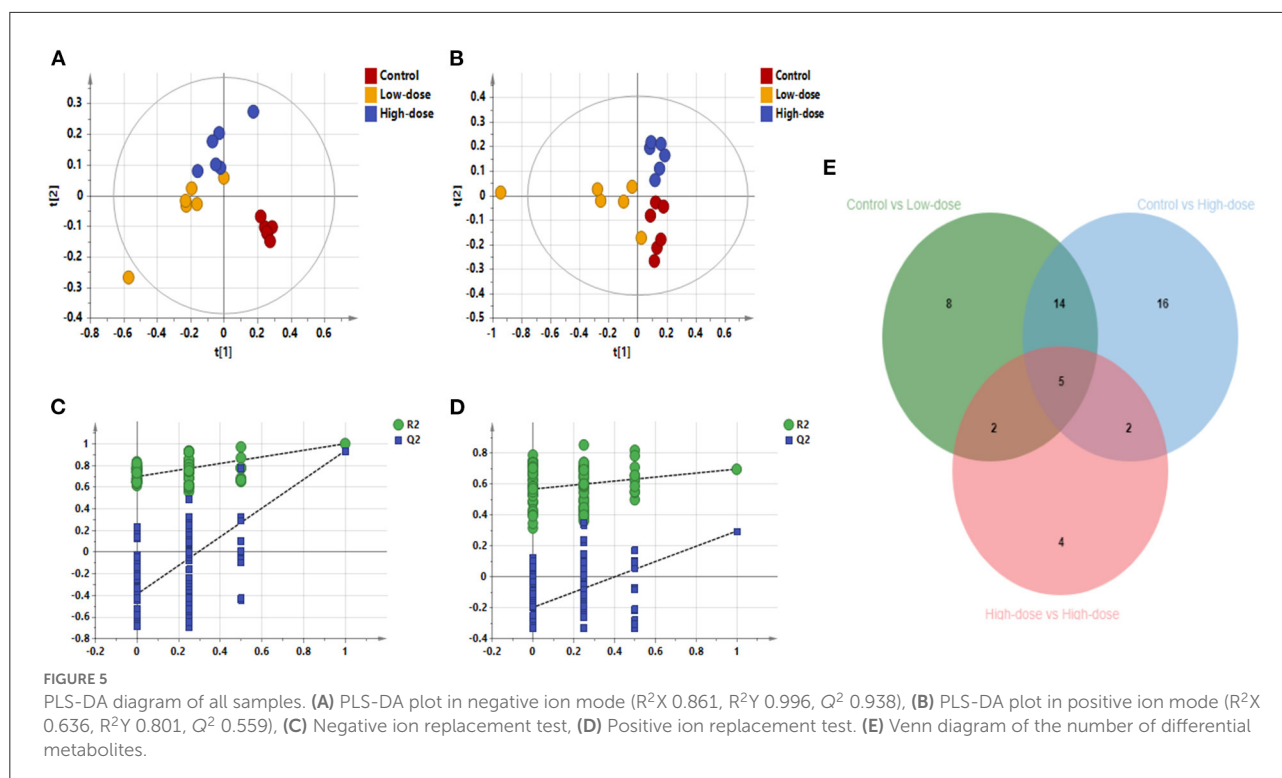 A
Control
Low-dose
High-dose
0.3
0.2
0.1
0
-0.1
-0.2
-0.3
-0.4
t[2]
-0.8 -0.6 -0.4 -0.2 0 0.2 0.4 0.6
t[1]
B
Control
Low-dose
High-dose
0.4
0.3
0.2
0.1
0
-0.1
-0.2
-0.3
-0.4
-0.5
t[2]
-1 -0.8 -0.6 -0.4 -0.2 0 0.2 0.4 0.6
t[1]
C
R2
Q2
1
0.8
0.6
0.4
0.2
0
-0.2
-0.4
-0.6
-0.8
-0.2 0 0.2 0.4 0.6 0.8 1
D
R2
Q2
1
0.8
0.6
0.4
0.2
0
-0.2
-0.4
-0.2 0 0.2 0.4 0.6 0.8 1
E
Control vs Low-dose
Control vs High-dose
8 14 16
5
2 2
4
High-dose vs High-dose
FIGURE 5
PLS-DA diagram of all samples. (A) PLS-DA plot in negative ion mode (R²X 0.861, R²Y 0.996, Q² 0.938), (B) PLS-DA plot in positive ion mode (R²X
0.636, R²Y 0.801, Q² 0.559), (C) Negative ion replacement test, (D) Positive ion replacement test. (E) Venn diagram of the number of differential
metabolites.